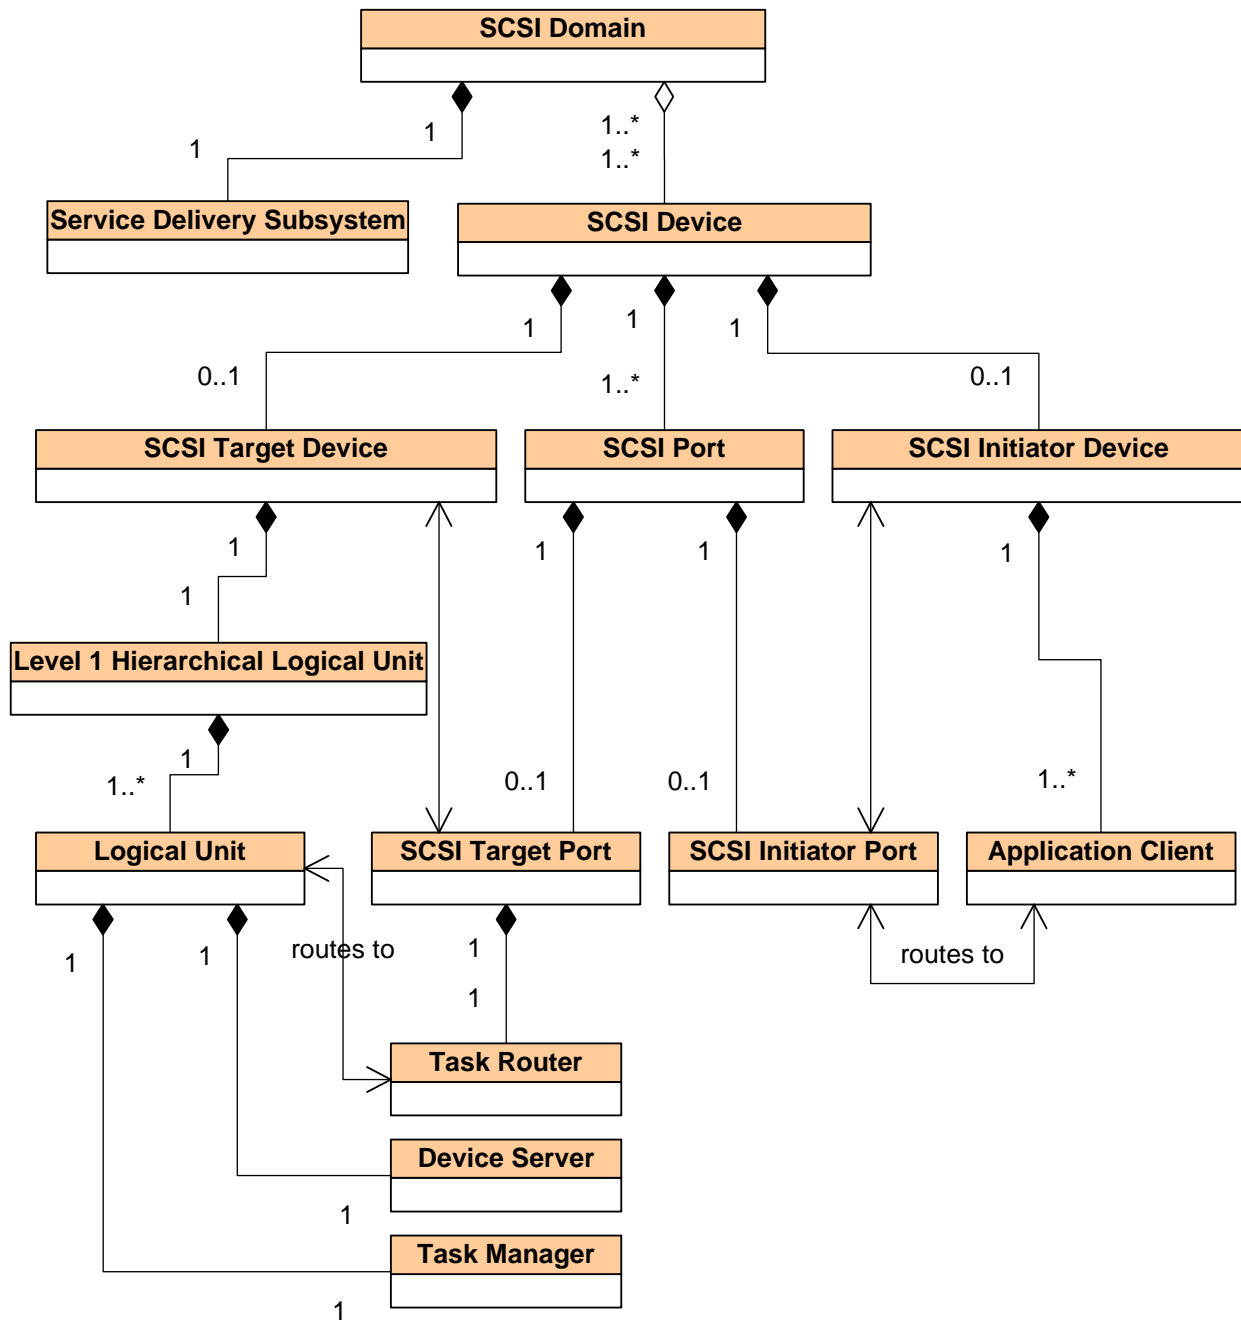 SCSI Domain
1..*
1
1
1..*
Service Delivery Subsystem
SCSI Device
1
1
1
0..1
1..*
0..1
SCSI Target Device
SCSI Port
SCSI Initiator Device
1
1
1
1
1
Level 1 Hierarchical Logical Unit
1
1..*
0..1
0..1
1..*
Logical Unit
SCSI Target Port
SCSI Initiator Port
Application Client
1
1
routes to
1
routes to
1
Task Router
Device Server
1
Task Manager
1